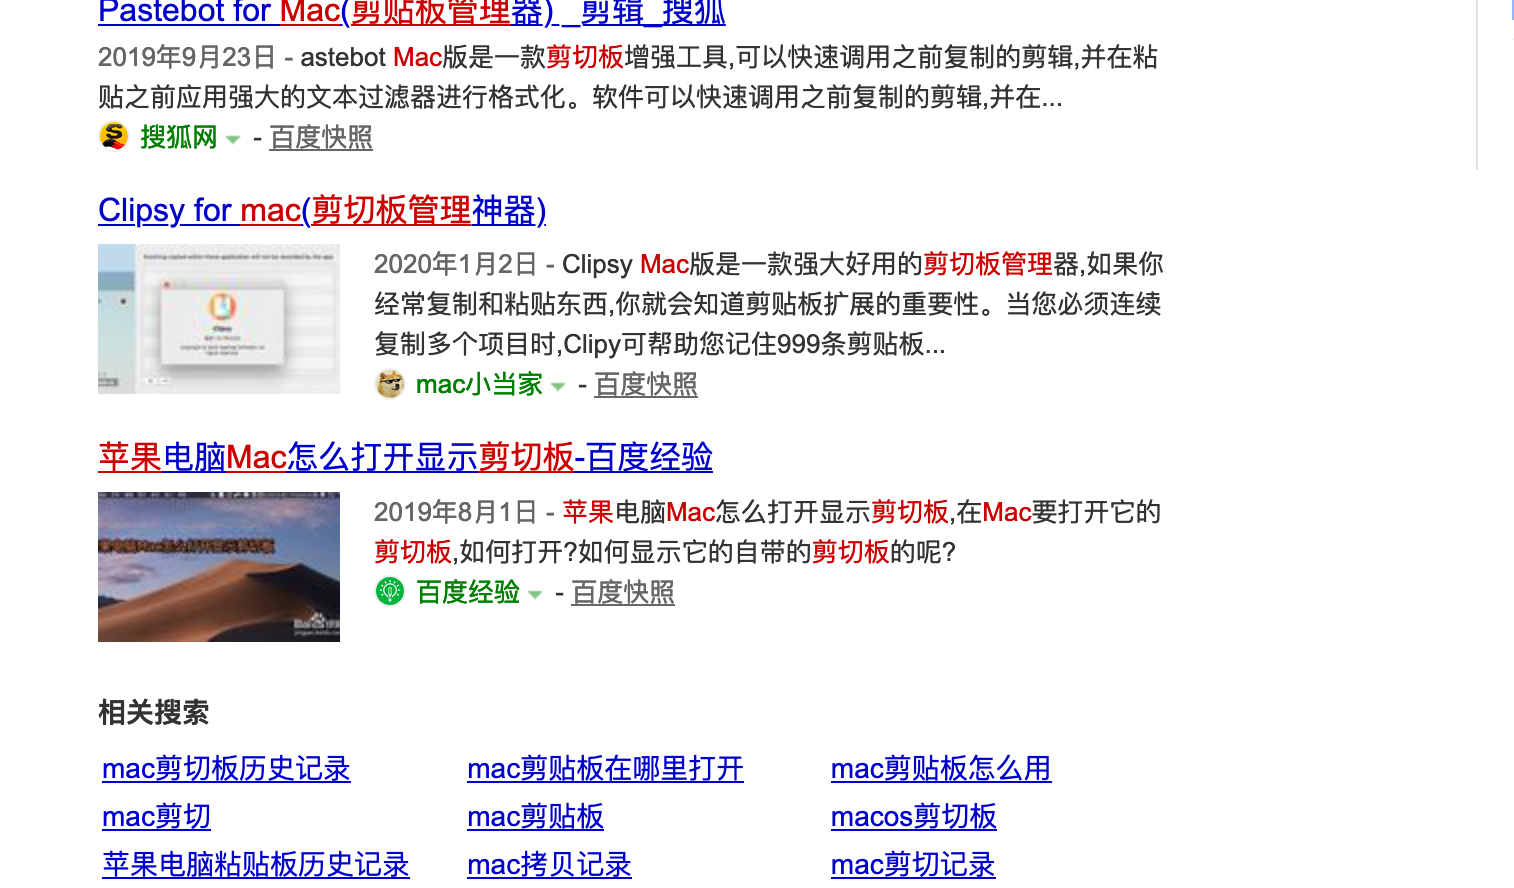 Pastebot for Mac(剪贴板管理器)_剪辑_搜狐
2019年9月23日 - astebot Mac版是一款剪切板增强工具,可以快速调用之前复制的剪辑,并在粘
贴之前应用强大的文本过滤器进行格式化。软件可以快速调用之前复制的剪辑,并在...
搜狐网 - 百度快照
Clipsy for mac(剪切板管理神器)
2020年1月2日 - Clipsy Mac版是一款强大好用的剪切板管理器,如果你
经常复制和粘贴东西,你就会知道剪贴板扩展的重要性。当您必须连续
复制多个项目时,Clipy可帮助您记住999条剪贴板...
mac小当家 - 百度快照
苹果电脑Mac怎么打开显示剪切板-百度经验
果电脑Mac怎么打开显示剪切板
2019年8月1日 - 苹果电脑Mac怎么打开显示剪切板,在Mac要打开它的
剪切板,如何打开?如何显示它的自带的剪切板的呢?
百度经验 - 百度快照
相关搜索
mac剪切板历史记录 mac剪贴板在哪里打开 mac剪贴板怎么用
mac剪切 mac剪贴板 macos剪切板
苹果电脑粘贴板历史记录 mac拷贝记录 mac剪切记录